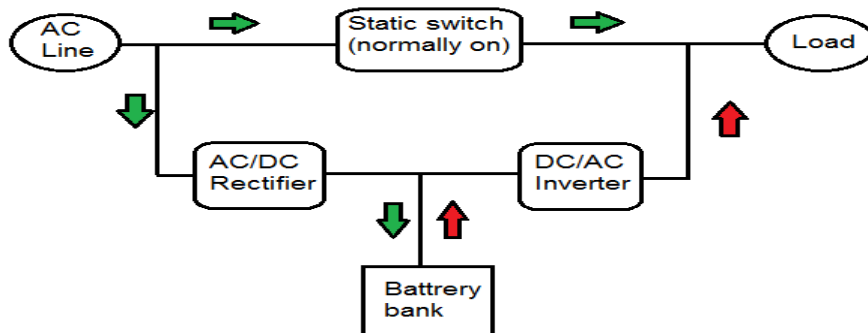 AC
Line
Static switch
(normally on)
Load
AC/DC
Rectifier
DC/AC
Inverter
Battrery
bank